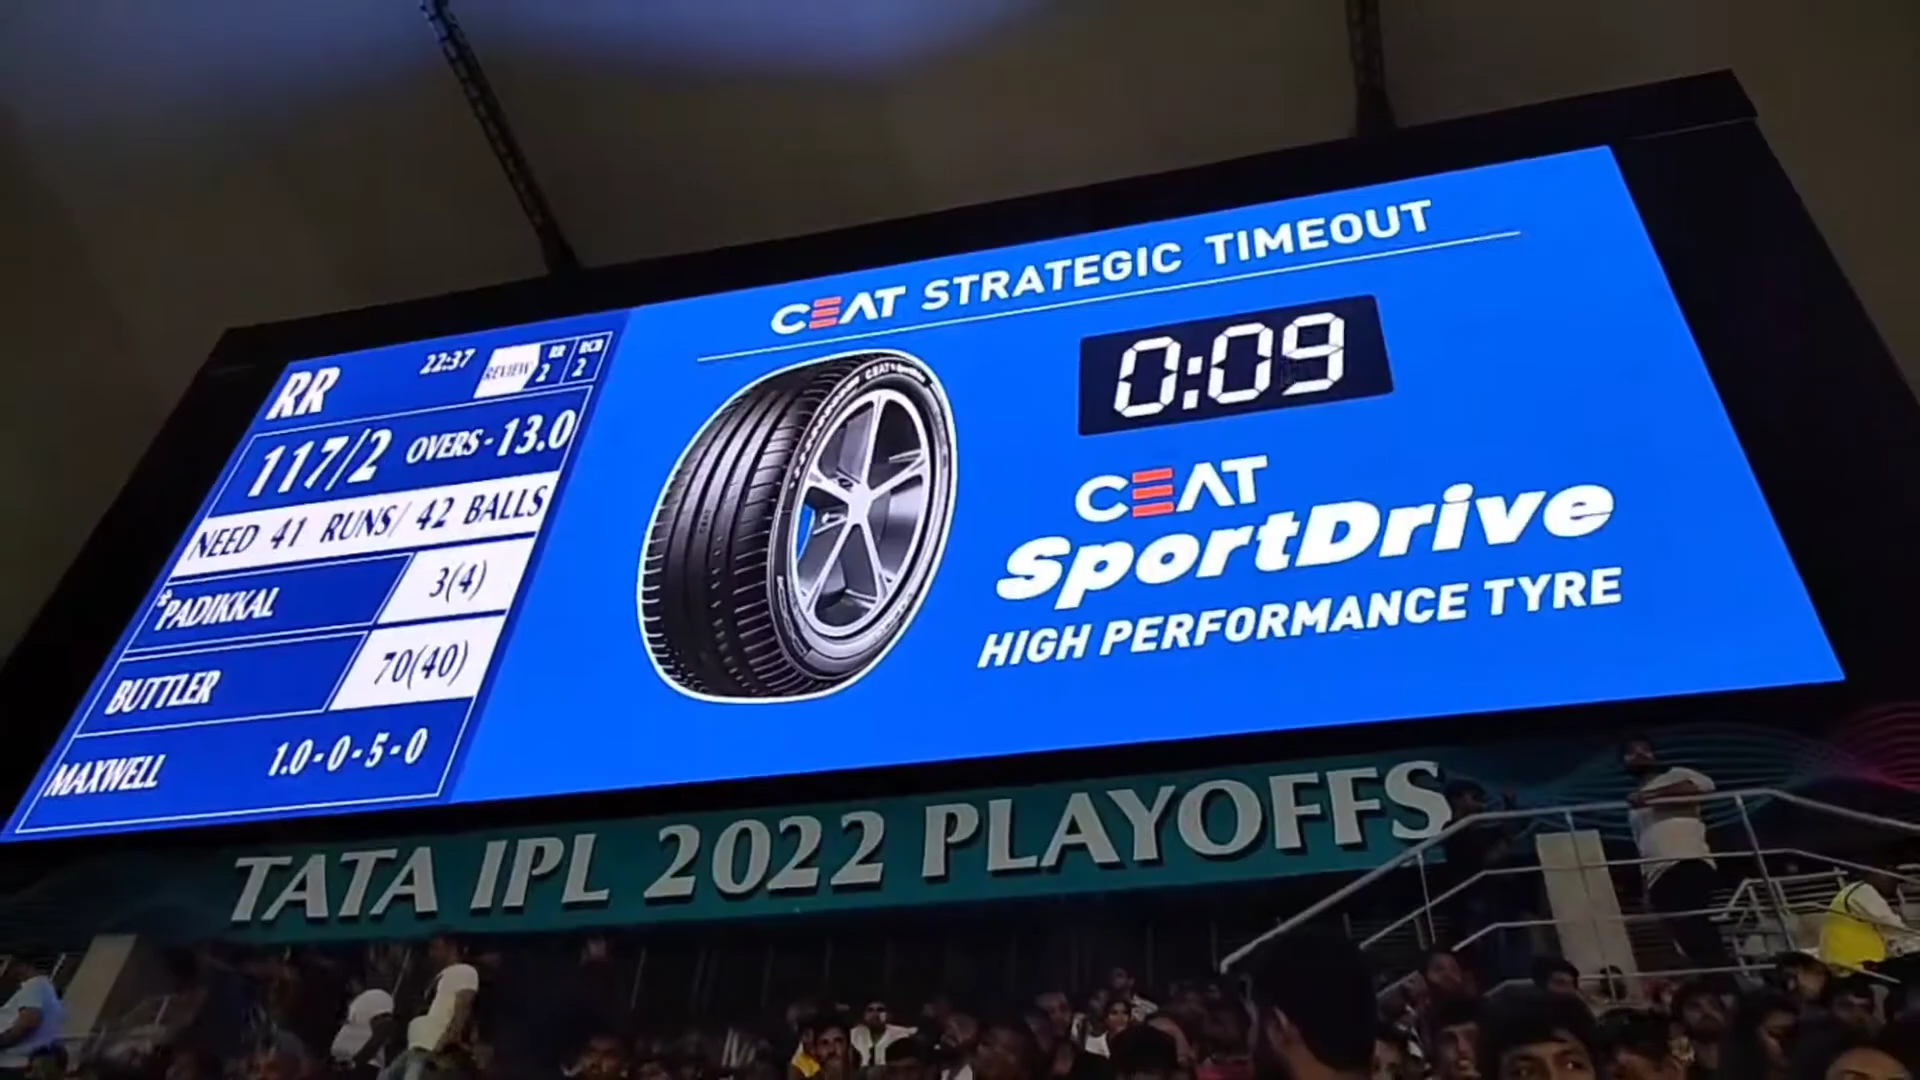 CEAT STRATEGIC TIMEOUT
0:09
CEAT
SportDrive
HIGH PERFORMANCE TYRE
RR 22:37 REVIEW RR 2 RCB 2
117/2 OVERS-13.0
NEED 41 RUNS/ 42 BALLS
*PADIKKAL 3(4)
BUTTLER 70(40)
MAXWELL 1.0-0-5-0
TATA IPL 2022 PLAYOFFS